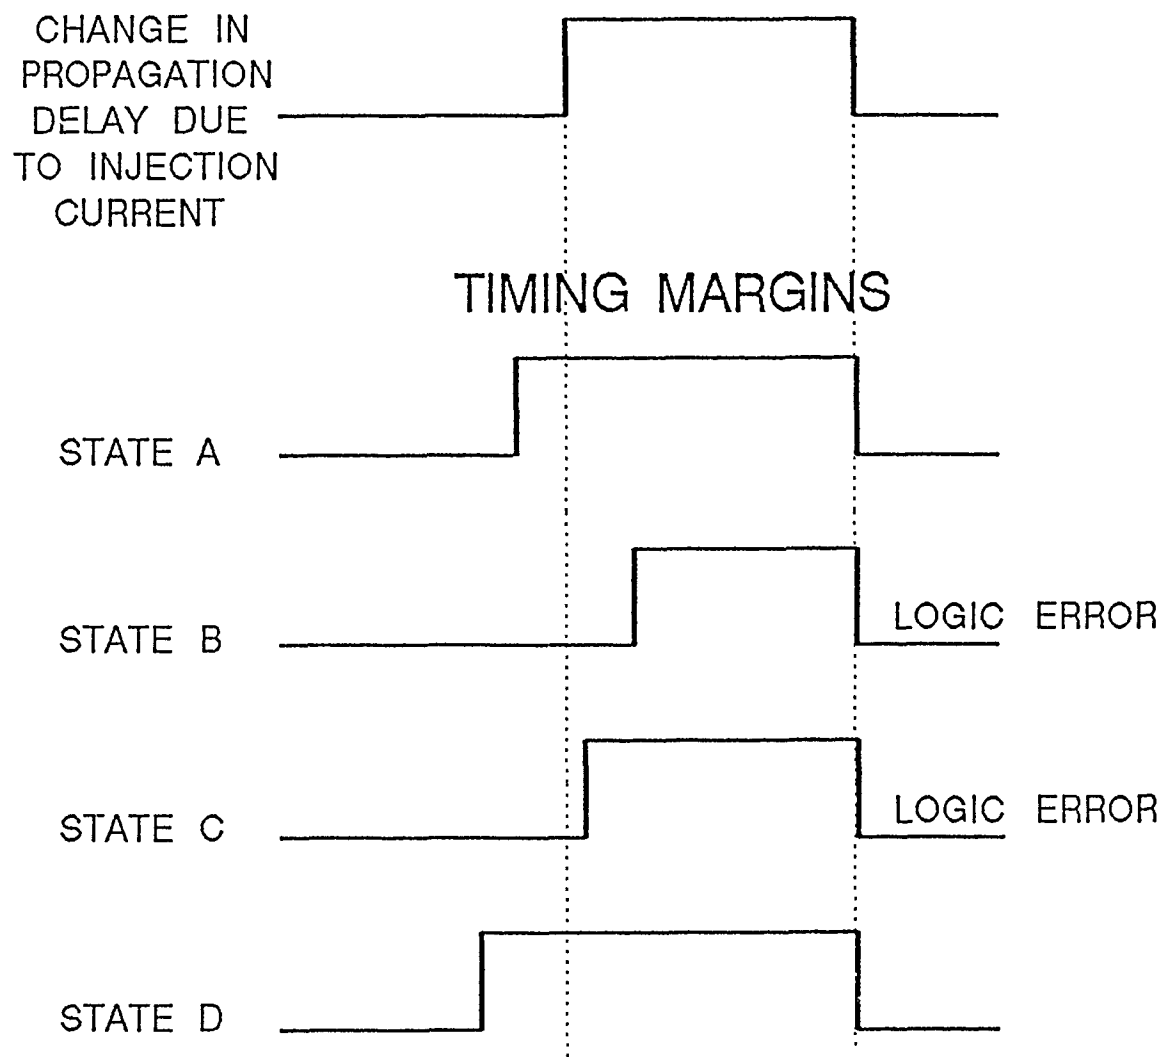 CHANGE IN
PROPAGATION
DELAY DUE
TO INJECTION
CURRENT
TIMING MARGINS
STATE A
STATE B
LOGIC ERROR
STATE C
LOGIC ERROR
STATE D